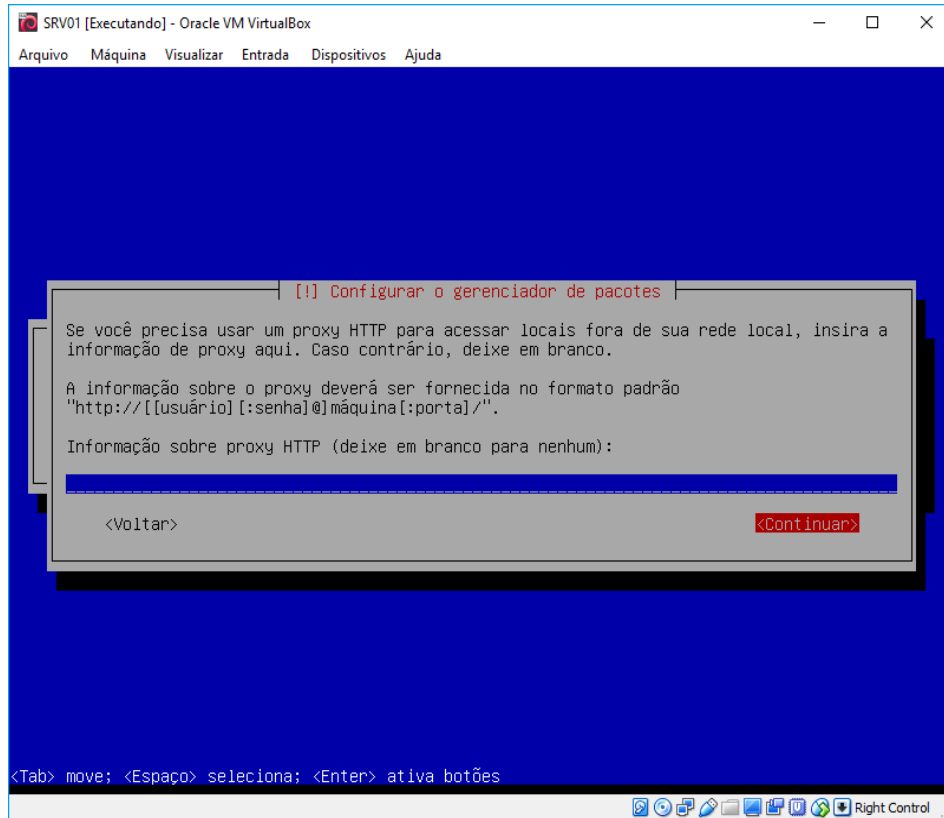 SRV01 [Executando] - Oracle VM VirtualBox
Arquivo Máquina Visualizar Entrada Dispositivos Ajuda
[!] Configurar o gerenciador de pacotes
Se você precisa usar um proxy HTTP para acessar locais fora de sua rede local, insira a
informação de proxy aqui. Caso contrário, deixe em branco.
A informação sobre o proxy deverá ser fornecida no formato padrão
"http://[[usuário][:senha]@]máquina[:porta]/".
Informação sobre proxy HTTP (deixe em branco para nenhum):
<Voltar> <Continuar>
<Tab> move; <Espaço> seleciona; <Enter> ativa botões
Right Control